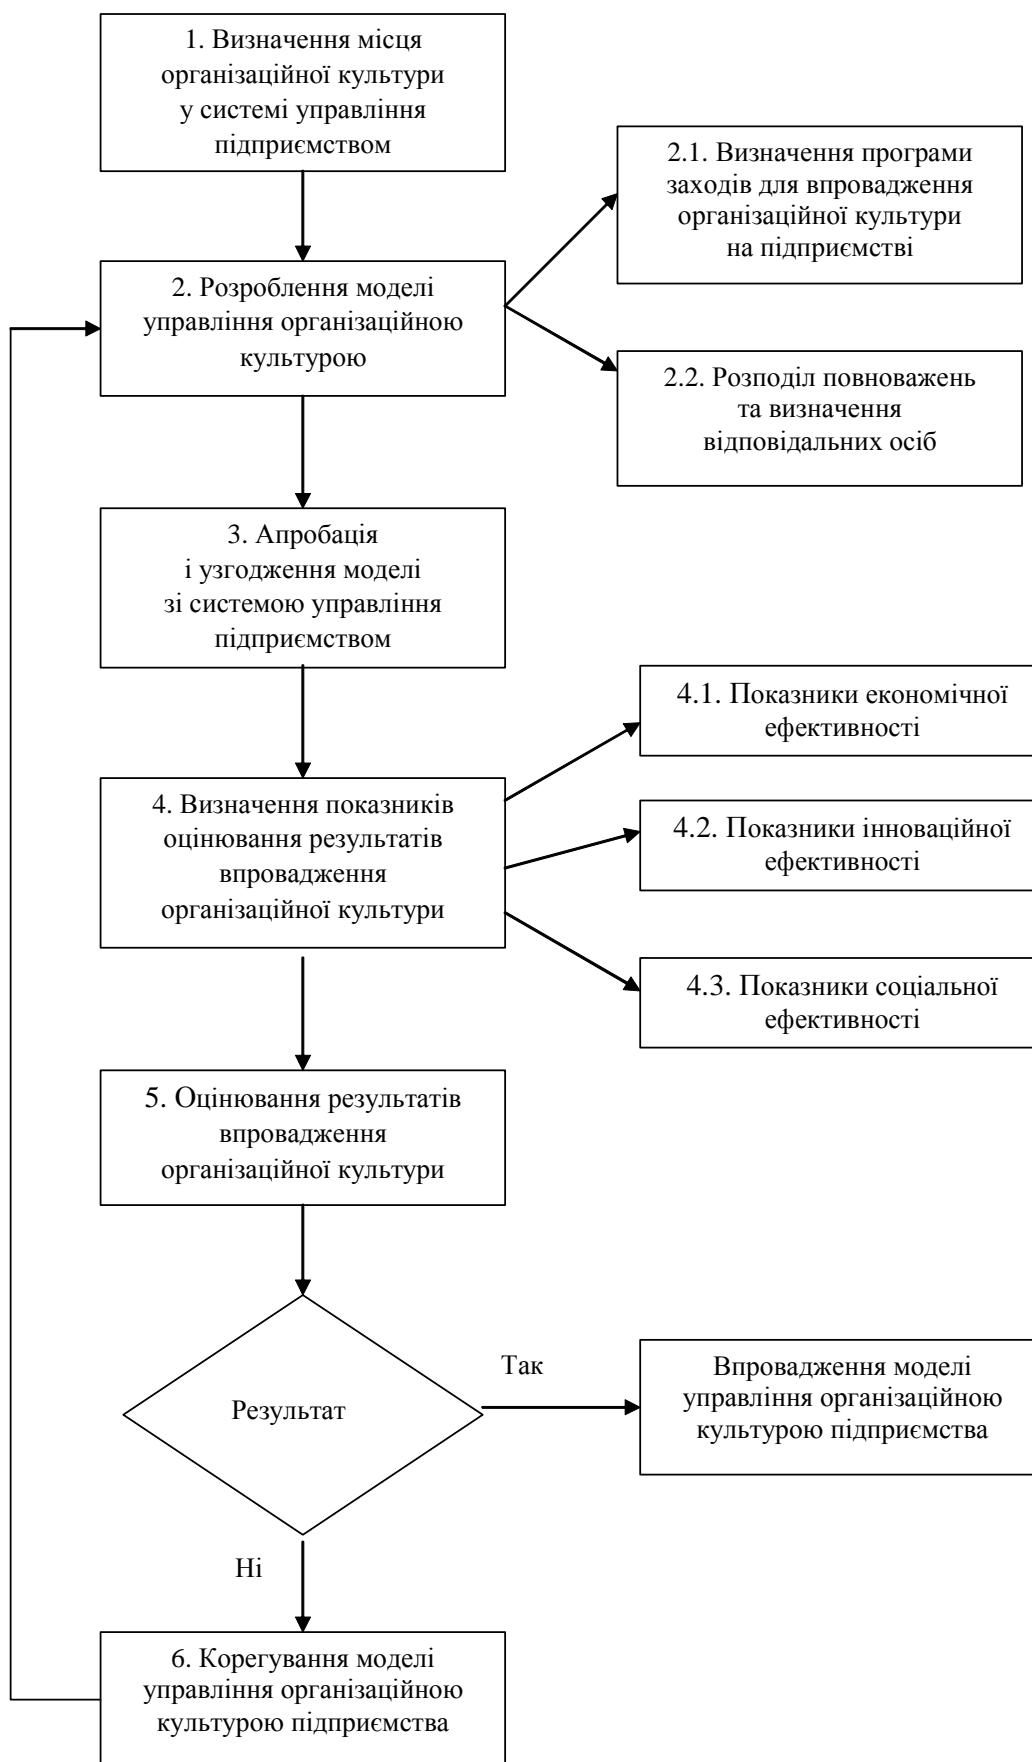 1. Визначення місця
організаційної культури
у системі управління
підприємством
2.1. Визначення програми
заходів для впровадження
організаційної культури
на підприємстві
2. Розроблення моделі
управління організаційною
культурою
2.2. Розподіл повноважень
та визначення
відповідальних осіб
3. Апробація
і узгодження моделі
зі системою управління
підприємством
4.1. Показники економічної
ефективності
4. Визначення показників
оцінювання результатів
впровадження
організаційної культури
4.2. Показники інноваційної
ефективності
4.3. Показники соціальної
ефективності
5. Оцінювання результатів
впровадження
організаційної культури
Результат
Так
Впровадження моделі
управління організаційною
культурою підприємства
Ні
6. Корегування моделі
управління організаційною
культурою підприємства